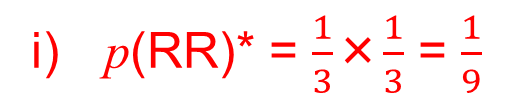 i) p(RR)* = 1/3 × 1/3 = 1/9